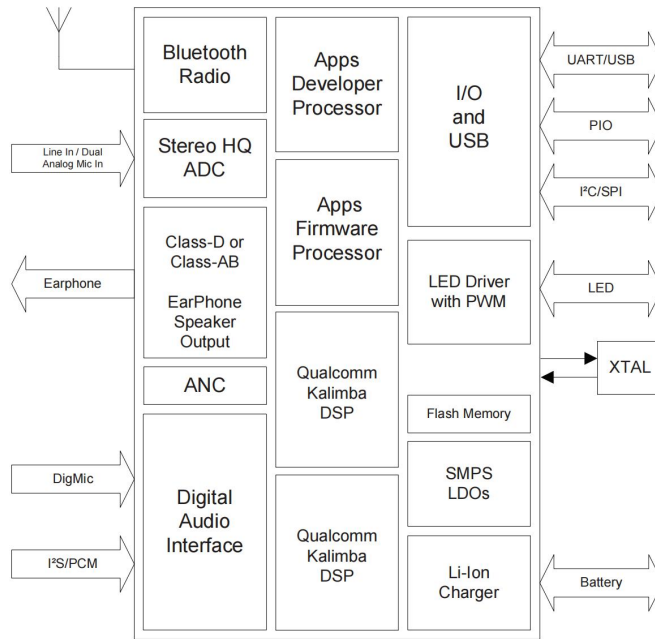 Bluetooth
Radio
Apps
Developer
Processor
I/O
and
USB
UART/USB
PIO
I²C/SPI
Line In / Dual
Analog Mic In
Stereo HQ
ADC
Apps
Firmware
Processor
Earphone
Class-D or
Class-AB
EarPhone
Speaker
Output
LED Driver
with PWM
LED
XTAL
ANC
Qualcomm
Kalimba
DSP
Flash Memory
DigMic
I²S/PCM
Digital
Audio
Interface
Qualcomm
Kalimba
DSP
SMPS
LDOs
Li-Ion
Charger
Battery